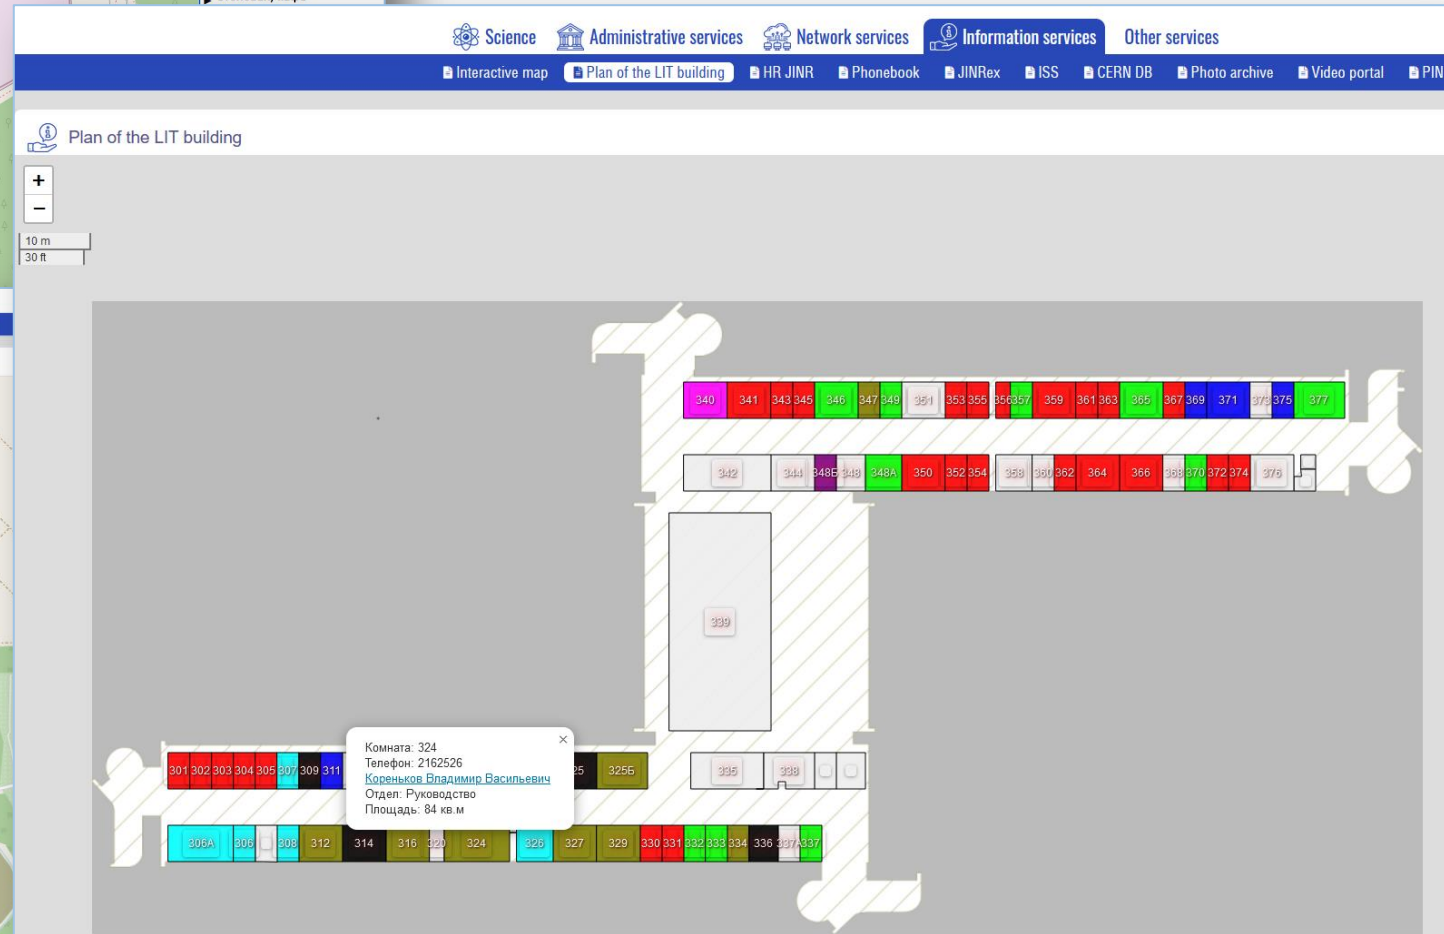 Science Administrative services Network services Information services Other services
Interactive map Plan of the LIT building HR JINR Phonebook JINRex ISS CERN DB Photo archive Video portal PIN
Plan of the LIT building
+
−
10 m
30 ft
340 341 343 345 346 347 349 351 353 355 356 357 359 361 363 365 367 369 371 373 375 377
342 344 348Б 348 348А 350 352 354 358 360 362 364 366 368 370 372 374 376
339
Комната: 324
Телефон: 2162526
Кореньков Владимир Васильевич
Отдел: Руководство
Площадь: 84 кв.м
×
301 302 303 304 305 307 309 311 25 325Б 335 338
306А 306 308 312 314 316 320 324 326 327 329 330 331 332 333 334 336 337А 337